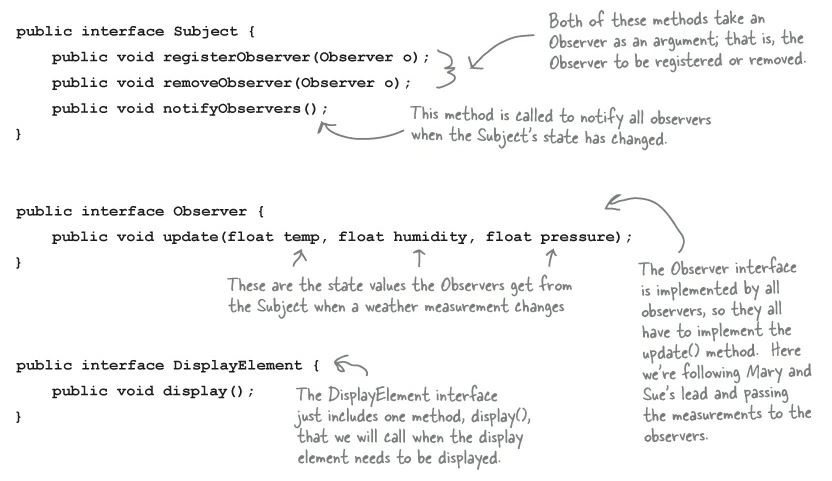 public interface Subject {
public void registerObserver(Observer o);
public void removeObserver(Observer o);
public void notifyObservers();
}
Both of these methods take an
Observer as an argument; that is, the
Observer to be registered or removed.
This method is called to notify all observers
when the Subject's state has changed.
public interface Observer {
public void update(float temp, float humidity, float pressure);
}
These are the state values the Observers get from
the Subject when a weather measurement changes
The Observer interface
is implemented by all
observers, so they all
have to implement the
update() method. Here
we're following Mary and
Sue's lead and passing
the measurements to the
observers.
public interface DisplayElement {
public void display();
}
The DisplayElement interface
just includes one method, display(),
that we will call when the display
element needs to be displayed.